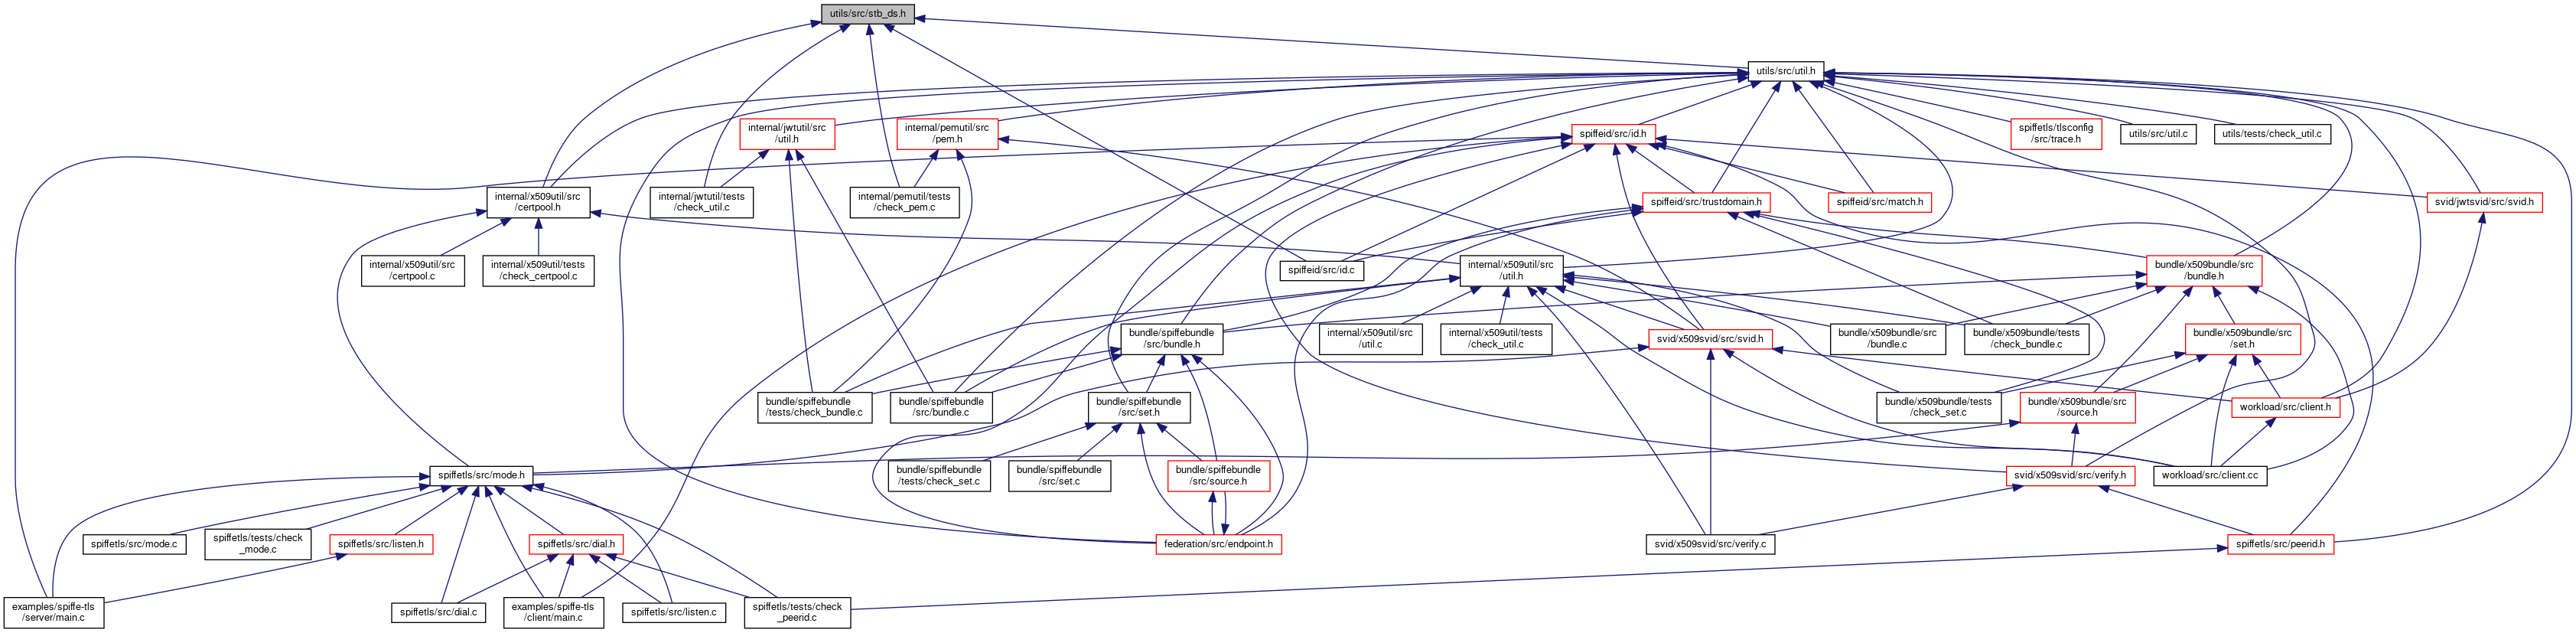 utils/src/stb_ds.h
utils/src/util.h
internal/jwtutil/src
/util.h
internal/pemutil/src
/pem.h
spiffeid/src/id.h
spiffetls/tlsconfig
/src/trace.h
utils/src/util.c
utils/tests/check_util.c
internal/x509util/src
/certpool.h
internal/jwtutil/tests
/check_util.c
internal/pemutil/tests
/check_pem.c
spiffeid/src/trustdomain.h
spiffeid/src/match.h
svid/jwtsvid/src/svid.h
internal/x509util/src
/certpool.c
internal/x509util/tests
/check_certpool.c
spiffeid/src/id.c
internal/x509util/src
/util.h
bundle/x509bundle/src
/bundle.h
bundle/spiffebundle
/src/bundle.h
internal/x509util/src
/util.c
internal/x509util/tests
/check_util.c
svid/x509svid/src/svid.h
bundle/x509bundle/src
/bundle.c
bundle/x509bundle/tests
/check_bundle.c
bundle/x509bundle/src
/set.h
bundle/spiffebundle
/tests/check_bundle.c
bundle/spiffebundle
/src/bundle.c
bundle/spiffebundle
/src/set.h
bundle/x509bundle/tests
/check_set.c
bundle/x509bundle/src
/source.h
workload/src/client.h
spiffetls/src/mode.h
bundle/spiffebundle
/tests/check_set.c
bundle/spiffebundle
/src/set.c
bundle/spiffebundle
/src/source.h
svid/x509svid/src/verify.h
workload/src/client.cc
spiffetls/src/mode.c
spiffetls/tests/check
_mode.c
spiffetls/src/listen.h
spiffetls/src/dial.h
federation/src/endpoint.h
svid/x509svid/src/verify.c
spiffetls/src/peerid.h
examples/spiffe-tls
/server/main.c
spiffetls/src/dial.c
examples/spiffe-tls
/client/main.c
spiffetls/src/listen.c
spiffetls/tests/check
_peerid.c